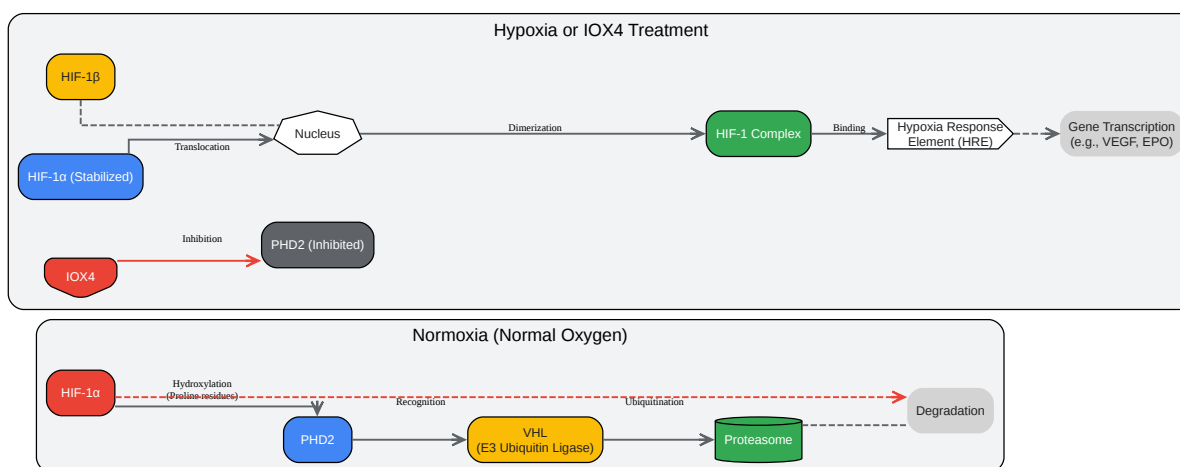 Hypoxia or IOX4 Treatment
HIF-1β
Nucleus
Dimerization
HIF-1 Complex
Binding
Hypoxia Response
Element (HRE)
Gene Transcription
(e.g., VEGF, EPO)
Translocation
HIF-1α (Stabilized)
Inhibition
PHD2 (Inhibited)
IOX4
Normoxia (Normal Oxygen)
HIF-1α
Hydroxylation
(Proline residues)
Recognition
Ubiquitination
Degradation
PHD2
VHL
(E3 Ubiquitin Ligase)
Proteasome